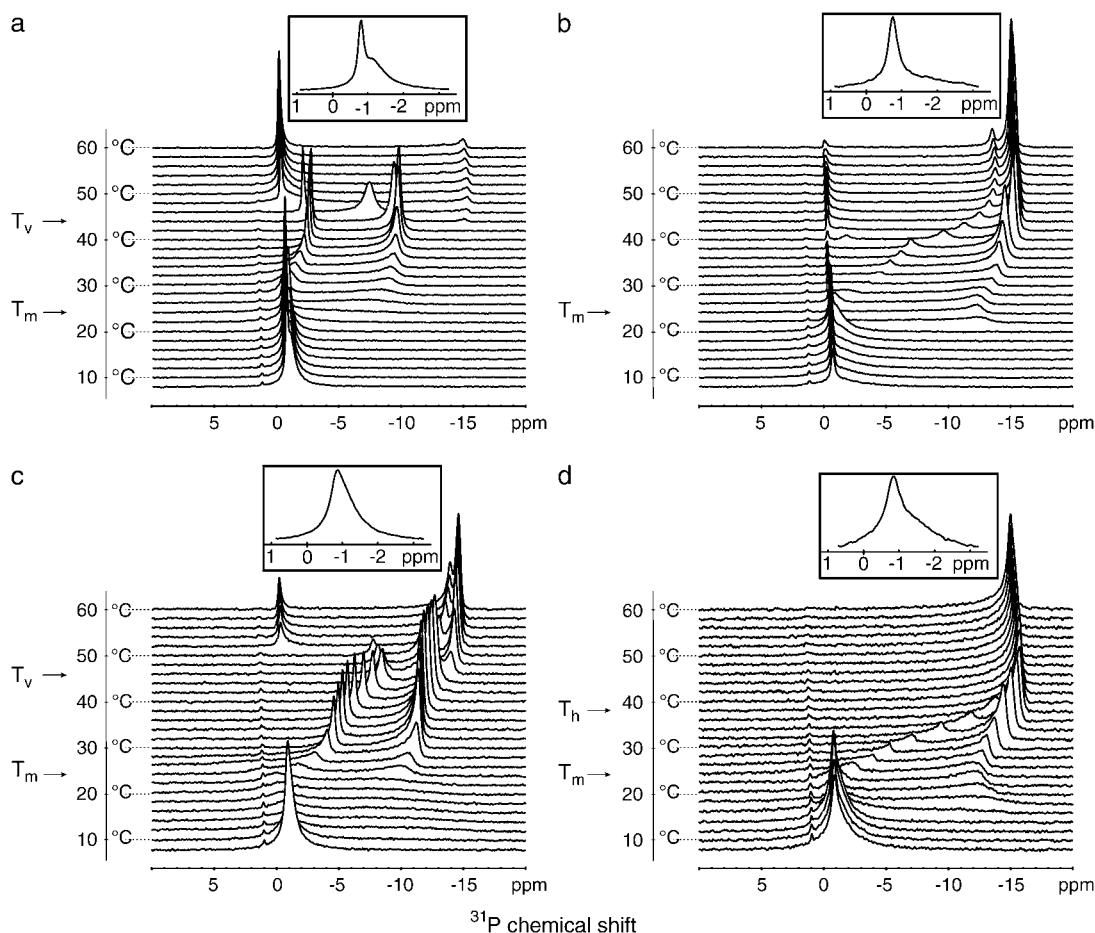 a
1 0 -1 -2 ppm
60 °C
50 °C
Tv →
40 °C
30 °C
Tm →
20 °C
10 °C
5 0 -5 -10 -15 ppm
b
1 0 -1 -2 ppm
60 °C
50 °C
40 °C
30 °C
Tm →
20 °C
10 °C
5 0 -5 -10 -15 ppm
c
1 0 -1 -2 ppm
60 °C
50 °C
Tv →
40 °C
30 °C
Tm →
20 °C
10 °C
5 0 -5 -10 -15 ppm
d
1 0 -1 -2 ppm
60 °C
50 °C
40 °C
Th →
30 °C
Tm →
20 °C
10 °C
5 0 -5 -10 -15 ppm
³¹P chemical shift